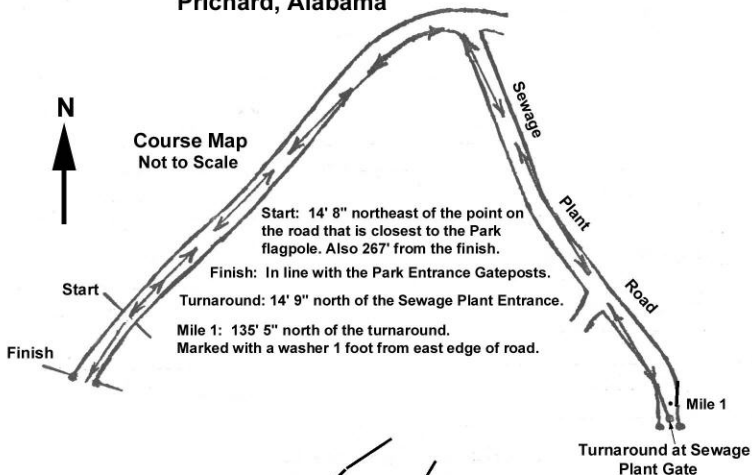 Prichard, Alabama
N
Course Map
Not to Scale
Sewage
Plant
Road
Start: 14' 8" northeast of the point on
the road that is closest to the Park
flagpole. Also 267' from the finish.
Finish: In line with the Park Entrance Gateposts.
Start
Turnaround: 14' 9" north of the Sewage Plant Entrance.
Mile 1: 135' 5" north of the turnaround.
Marked with a washer 1 foot from east edge of road.
Finish
Mile 1
Turnaround at Sewage
Plant Gate